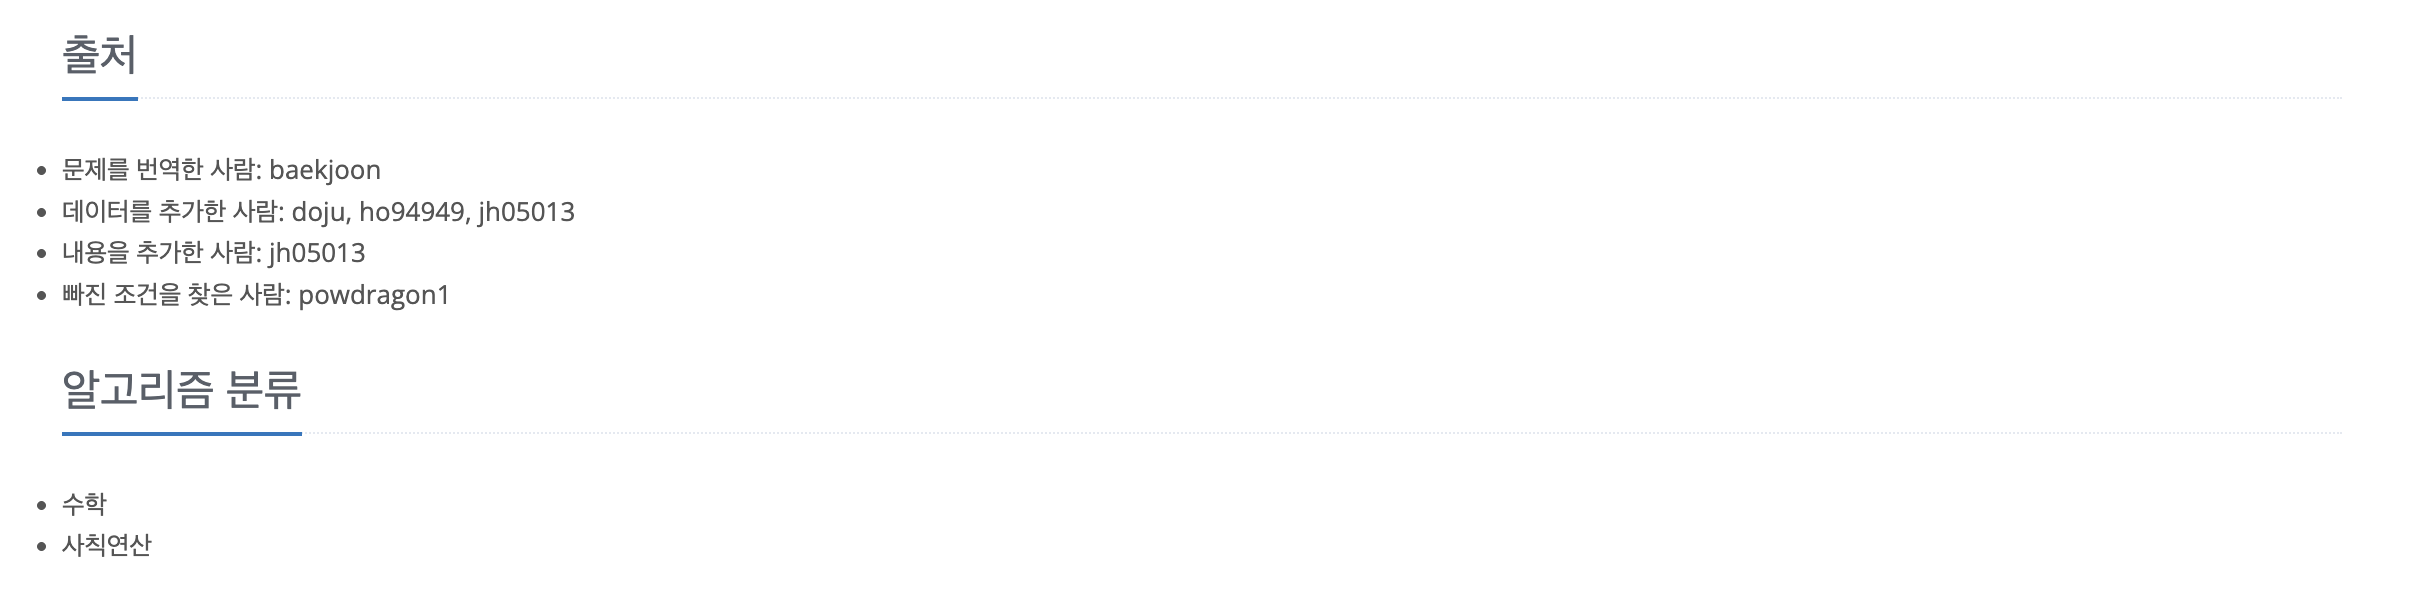 출처
문제를 번역한 사람: baekjoon
데이터를 추가한 사람: doju, ho94949, jh05013
내용을 추가한 사람: jh05013
빠진 조건을 찾은 사람: powdragon1
알고리즘 분류
수학
사칙연산